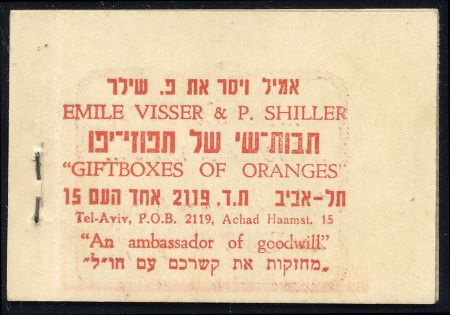 אמיל ויסר את פ. שילר
EMILE VISSER & P. SHILLER
תבות־שי של תפוזי־יפו
"GIFTBOXES OF ORANGES"
תל-אביב ת.ד. 2119 אחד העם 15
Tel-Aviv, P.O.B. 2119, Achad Haamst. 15
"An ambassador of goodwill"
„מחזקות את קשרכם עם חו"ל"